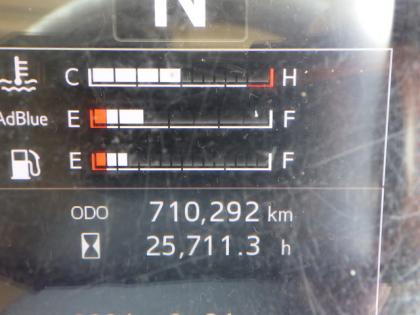 N
C H
AdBlue E F
E F
ODO 710,292 km
25,711.3 h